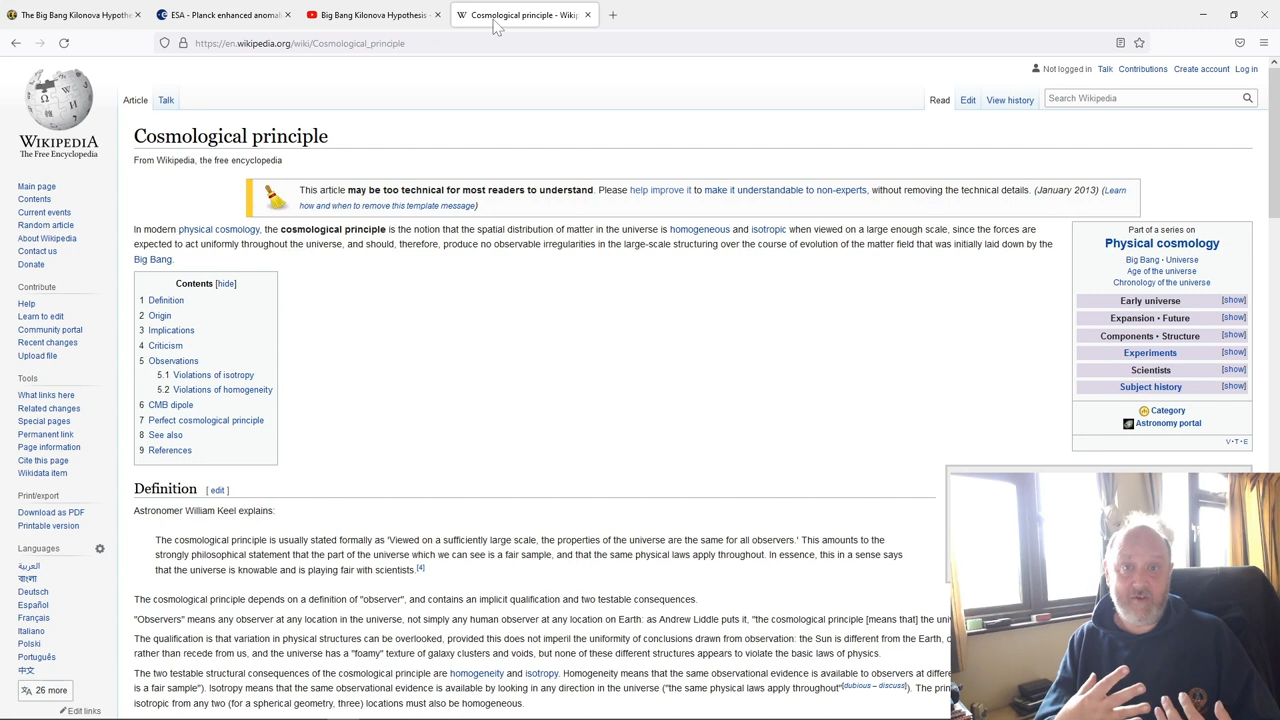 The Big Bang Kilonova Hypothe
ESA - Planck enhanced anomal
Big Bang Kilonova Hypothesis -
Cosmological principle - Wikip
https://en.wikipedia.org/wiki/Cosmological_principle
Not logged in Talk Contributions Create account Log in
Article Talk
Read Edit View history
Search Wikipedia
WIKIPEDIA
The Free Encyclopedia
Main page
Contents
Current events
Random article
About Wikipedia
Contact us
Donate
Contribute
Help
Learn to edit
Community portal
Recent changes
Upload file
Tools
What links here
Related changes
Special pages
Permanent link
Page information
Cite this page
Wikidata item
Print/export
Download as PDF
Printable version
Languages
العربية
বাংলা
Deutsch
Español
Français
Italiano
Polski
Português
中文
26 more
Edit links
Cosmological principle
From Wikipedia, the free encyclopedia
This article may be too technical for most readers to understand. Please help improve it to make it understandable to non-experts, without removing the technical details. (January 2013) (Learn
how and when to remove this template message)
In modern physical cosmology, the cosmological principle is the notion that the spatial distribution of matter in the universe is homogeneous and isotropic when viewed on a large enough scale, since the forces are
expected to act uniformly throughout the universe, and should, therefore, produce no observable irregularities in the large-scale structuring over the course of evolution of the matter field that was initially laid down by the
Big Bang.
Contents [hide]
1 Definition
2 Origin
3 Implications
4 Criticism
5 Observations
5.1 Violations of isotropy
5.2 Violations of homogeneity
6 CMB dipole
7 Perfect cosmological principle
8 See also
9 References
Part of a series on
Physical cosmology
Big Bang · Universe
Age of the universe
Chronology of the universe
Early universe [show]
Expansion • Future [show]
Components • Structure [show]
Experiments [show]
Scientists [show]
Subject history [show]
Category
Astronomy portal
V·T·E
Definition [ edit ]
Astronomer William Keel explains:
The cosmological principle is usually stated formally as 'Viewed on a sufficiently large scale, the properties of the universe are the same for all observers.' This amounts to the
strongly philosophical statement that the part of the universe which we can see is a fair sample, and that the same physical laws apply throughout. In essence, this in a sense says
that the universe is knowable and is playing fair with scientists.[4]
The cosmological principle depends on a definition of "observer", and contains an implicit qualification and two testable consequences.
"Observers" means any observer at any location in the universe, not simply any human observer at any location on Earth: as Andrew Liddle puts it, "the cosmological principle [means that] the uni
The qualification is that variation in physical structures can be overlooked, provided this does not imperil the uniformity of conclusions drawn from observation: the Sun is different from the Earth, o
rather than recede from us, and the universe has a "foamy" texture of galaxy clusters and voids, but none of these different structures appears to violate the basic laws of physics.
The two testable structural consequences of the cosmological principle are homogeneity and isotropy. Homogeneity means that the same observational evidence is available to observers at differe
is a fair sample"). Isotropy means that the same observational evidence is available by looking in any direction in the universe ("the same physical laws apply throughout"[dubious – discuss]). The prin
isotropic from any two (for a spherical geometry, three) locations must also be homogeneous.